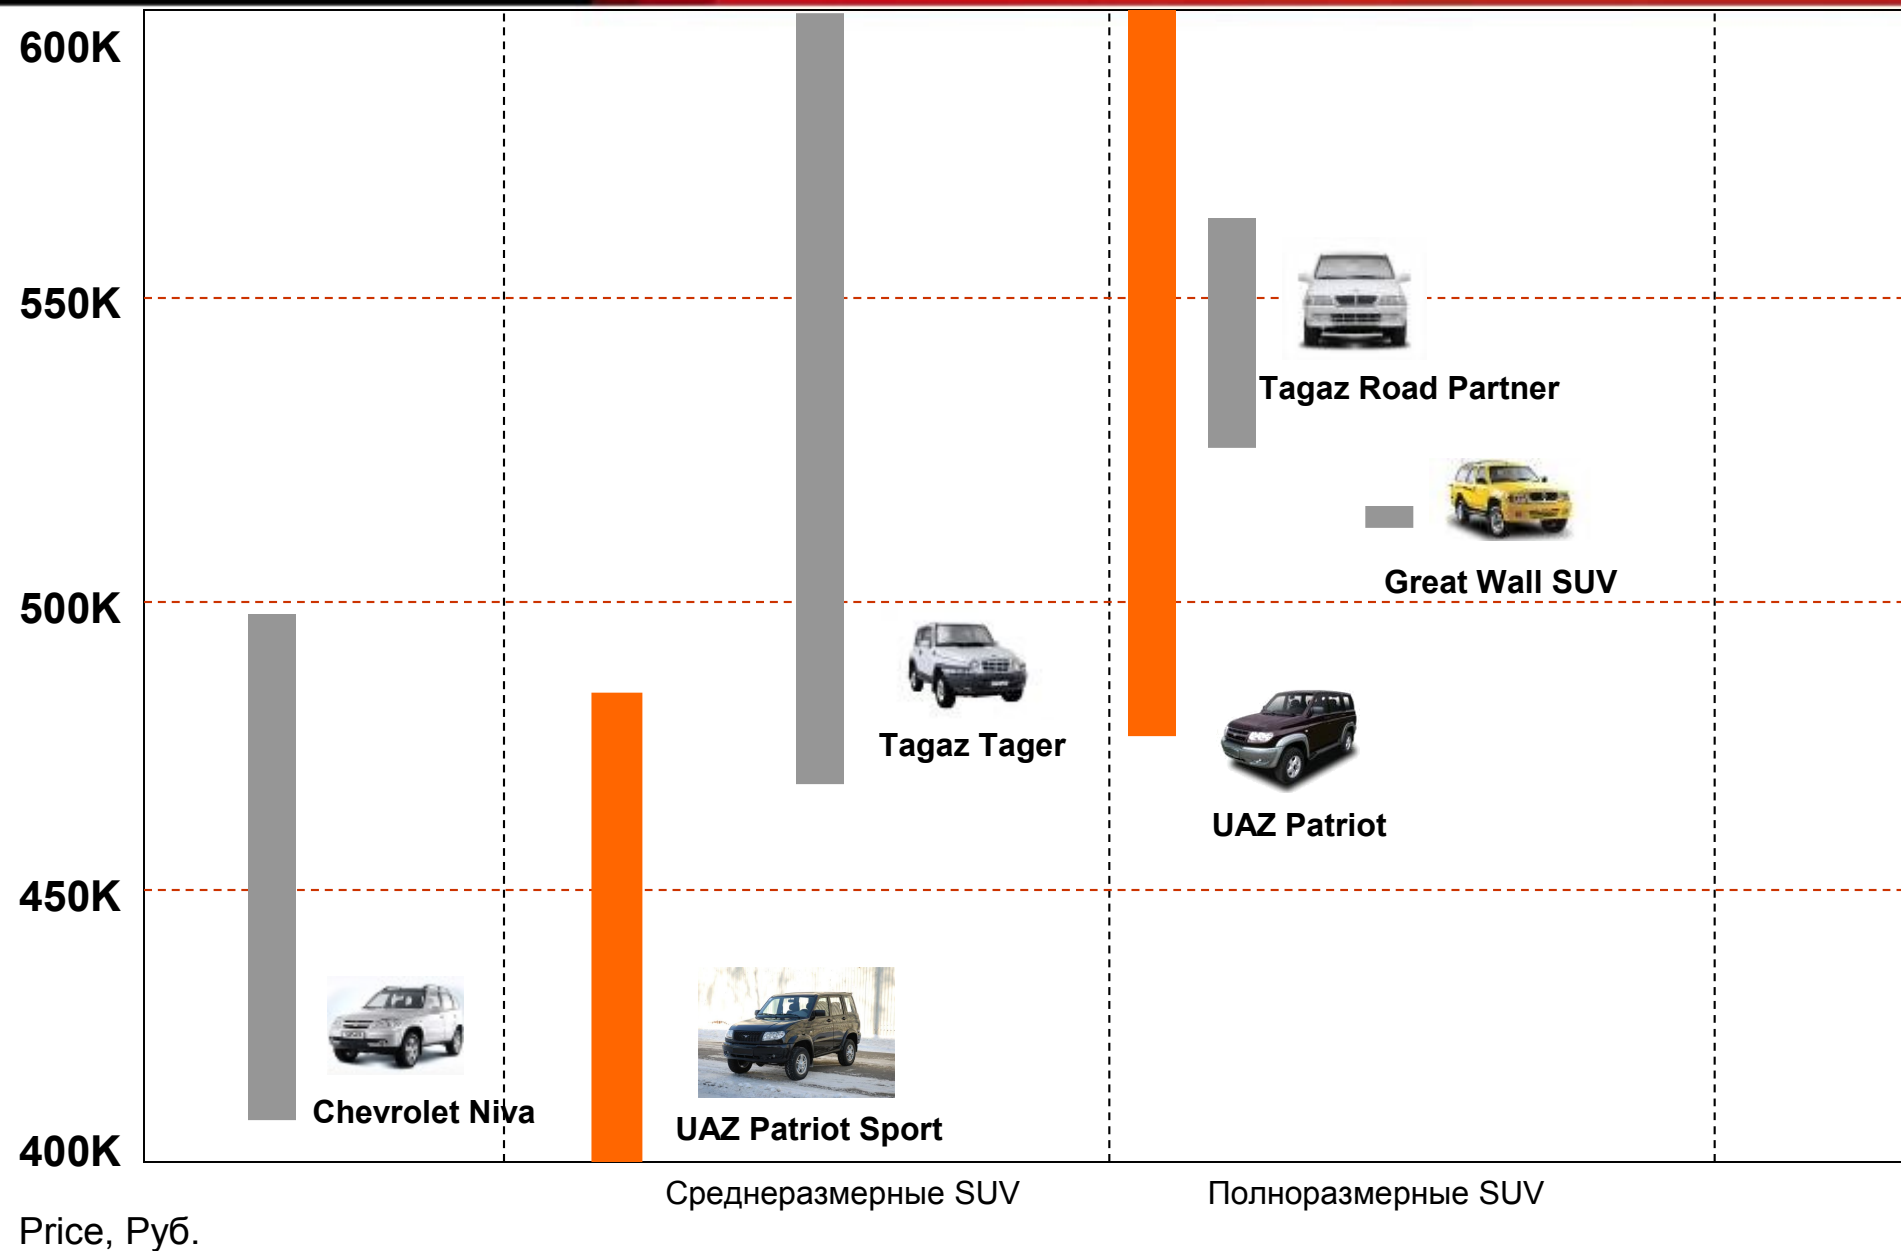 600K
550K
Tagaz Road Partner
Great Wall SUV
500K
Tagaz Tager
UAZ Patriot
450K
Chevrolet Niva
UAZ Patriot Sport
400K
Среднеразмерные SUV
Полноразмерные SUV
Price, Руб.